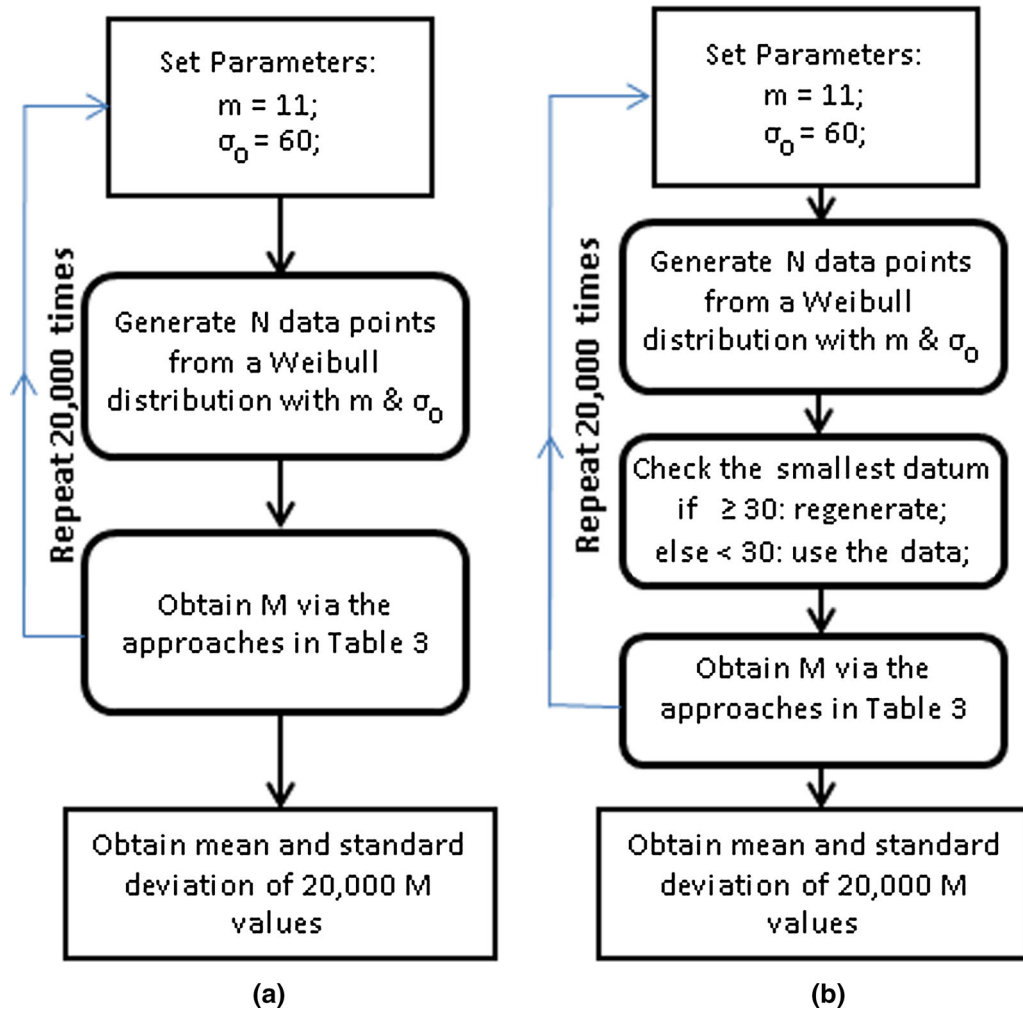 Set Parameters:
m = 11;
σo = 60;
Repeat 20,000 times
Generate N data points
from a Weibull
distribution with m & σo
Obtain M via the
approaches in Table 3
Obtain mean and standard
deviation of 20,000 M
values
(a)
Set Parameters:
m = 11;
σo = 60;
Repeat 20,000 times
Generate N data points
from a Weibull
distribution with m & σo
Check the smallest datum
if ≥ 30: regenerate;
else < 30: use the data;
Obtain M via the
approaches in Table 3
Obtain mean and standard
deviation of 20,000 M
values
(b)